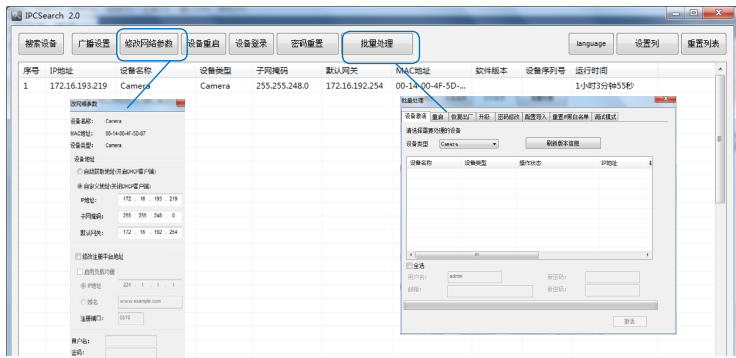 IPCSearch 2.0
搜索设备 广播设置 修改网络参数 设备重启 设备登录 密码重置 批量处理 language 设置列 重置列表
序号 IP地址 设备名称 设备类型 子网掩码 默认网关 MAC地址 软件版本 设备序列号 运行时间
1 172.16.193.219 Camera Camera 255.255.248.0 172.16.192.254 00-14-00-4F-5D-... 1小时3分钟55秒
改网络参数
设备名称: Camera
MAC地址: 00-14-00-4F-5D-87
设备类型: Camera
设备地址
自动获取地址(开启DHCP客户端)
自定义地址(关闭DHCP客户端)
IP地址: 172 . 16 . 193 . 219
子网掩码: 255 255 248 . 0
默认网关: 172 . 16 . 192 . 254
修改注册平台地址
启用负载均衡
IP地址 224 . 1 . 1 . 1
域名 www.example.com
注册端口: 6610
用户名:
密码:
批量处理
设备激活 重启 恢复出厂 升级 密码修改 配置导入 重置黑白名单 调试模式
请选择需要处理的设备
设备类型 Camera 刷新版本信息
设备名称 设备类型 操作状态 IP地址
全选
用户名: admin 新密码:
邮箱: 新密码:
激活